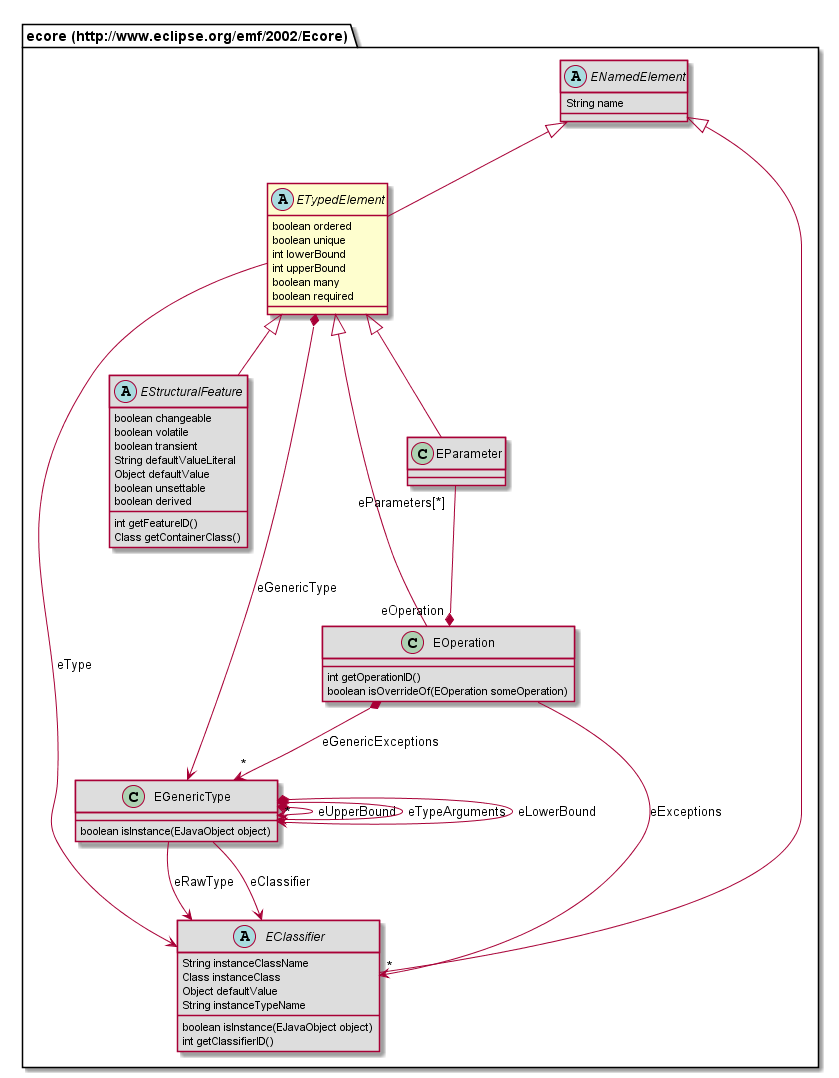 ecore (http://www.eclipse.org/emf/2002/Ecore)
A ENamedElement
String name
A ETypedElement
boolean ordered
boolean unique
int lowerBound
int upperBound
boolean many
boolean required
A EStructuralFeature
boolean changeable
boolean volatile
boolean transient
String defaultValueLiteral
Object defaultValue
boolean unsettable
boolean derived
int getFeatureID()
Class getContainerClass()
C EParameter
eParameters[*]
eGenericType
eOperation
C EOperation
int getOperationID()
boolean isOverrideOf(EOperation someOperation)
eType
eGenericExceptions
*
C EGenericType
boolean isInstance(EJavaObject object)
*
eUpperBound
eTypeArguments
eLowerBound
eExceptions
eRawType
eClassifier
A EClassifier
String instanceClassName
Class instanceClass
Object defaultValue
String instanceTypeName
boolean isInstance(EJavaObject object)
int getClassifierID()
*